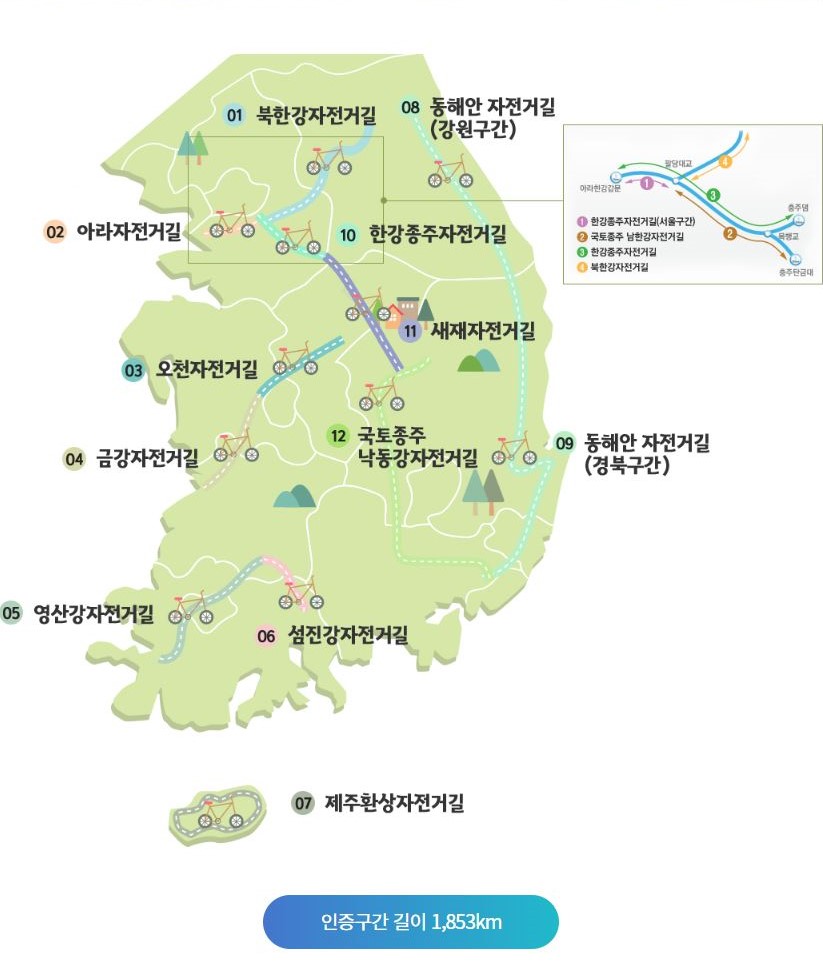 01 북한강자전거길
08 동해안 자전거길
(강원구간)
02 아라자전거길
10 한강종주자전거길
11 새재자전거길
03 오천자전거길
12 국토종주
낙동강자전거길
04 금강자전거길
09 동해안 자전거길
(경북구간)
05 영산강자전거길
06 섬진강자전거길
07 제주환상자전거길
팔당대교
4
아라한강갑문
1
3
충주댐
2
목행교
충주탄금대
1 한강종주자전거길(서울구간)
2 국토종주 남한강자전거길
3 한강종주자전거길
4 북한강자전거길
인증구간 길이 1,853km